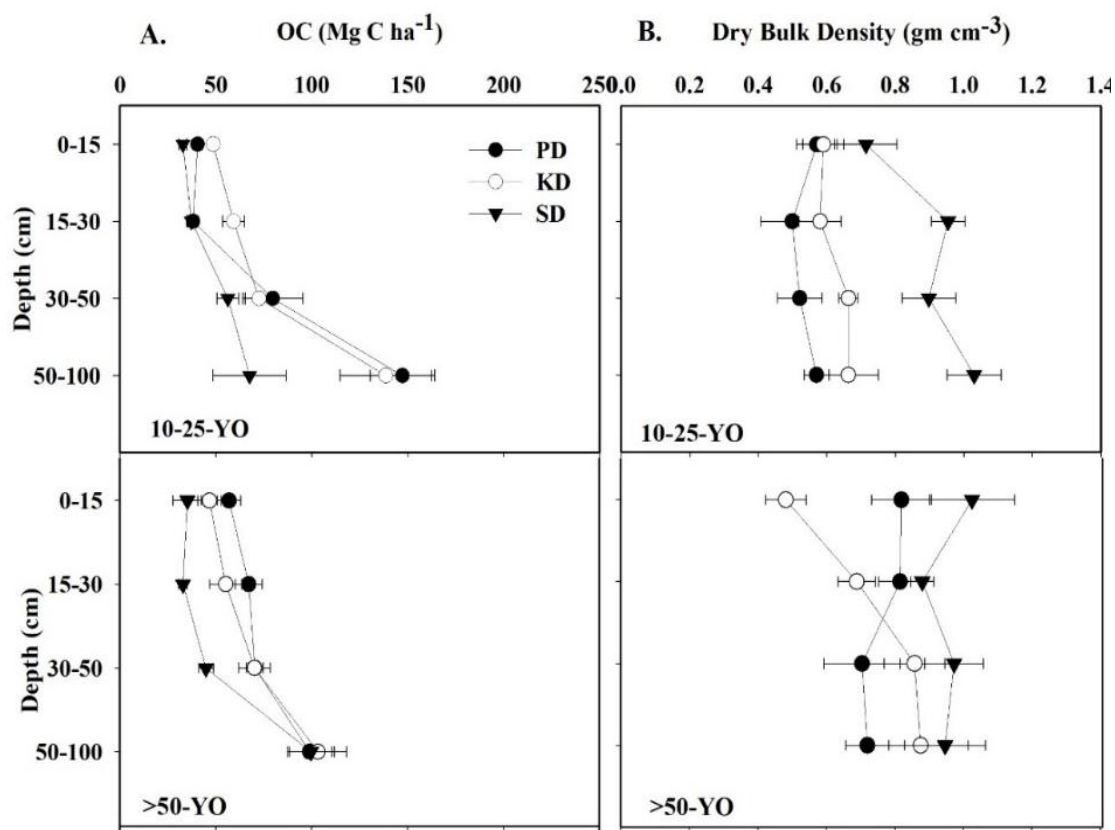 A. OC (Mg C ha⁻¹)
0 50 100 150 200 250
Depth (cm)
0-15
15-30
30-50
50-100
PD
KD
SD
10-25-YO
Depth (cm)
0-15
15-30
30-50
50-100
>50-YO
B. Dry Bulk Density (gm cm⁻³)
0.0 0.4 0.6 0.8 1.0 1.2 1.4
10-25-YO
>50-YO